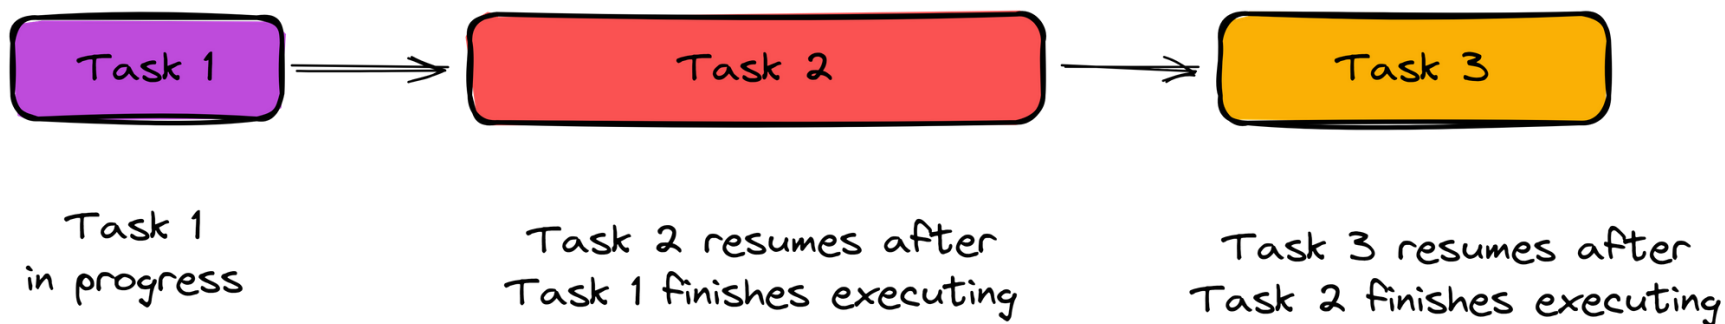 Task 1
Task 2
Task 3
Task 1
in progress
Task 2 resumes after
Task 1 finishes executing
Task 3 resumes after
Task 2 finishes executing